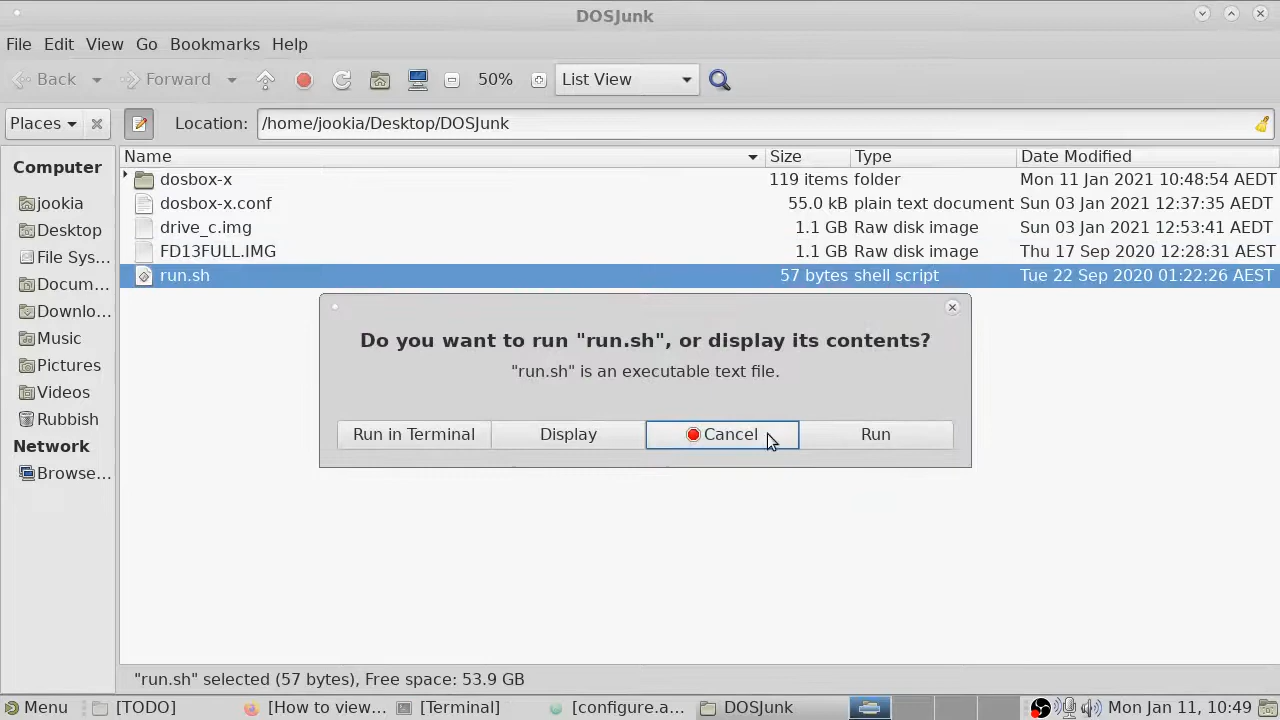 DOSJunk
File Edit View Go Bookmarks Help
Back Forward 50% List View
Places Location: /home/jookia/Desktop/DOSJunk
Name Size Type Date Modified
Computer
jookia
Desktop
File Sys...
Docum...
Downlo...
Music
Pictures
Videos
Rubbish
Network
Browse...
dosbox-x 119 items folder Mon 11 Jan 2021 10:48:54 AEDT
dosbox-x.conf 55.0 kB plain text document Sun 03 Jan 2021 12:37:35 AEDT
drive_c.img 1.1 GB Raw disk image Sun 03 Jan 2021 12:53:41 AEDT
FD13FULL.IMG 1.1 GB Raw disk image Thu 17 Sep 2020 12:28:31 AEST
run.sh 57 bytes shell script Tue 22 Sep 2020 01:22:26 AEST
Do you want to run "run.sh", or display its contents?
"run.sh" is an executable text file.
Run in Terminal Display Cancel Run
"run.sh" selected (57 bytes), Free space: 53.9 GB
Menu [TODO] [How to view... [Terminal] [configure.a... DOSJunk Mon Jan 11, 10:49